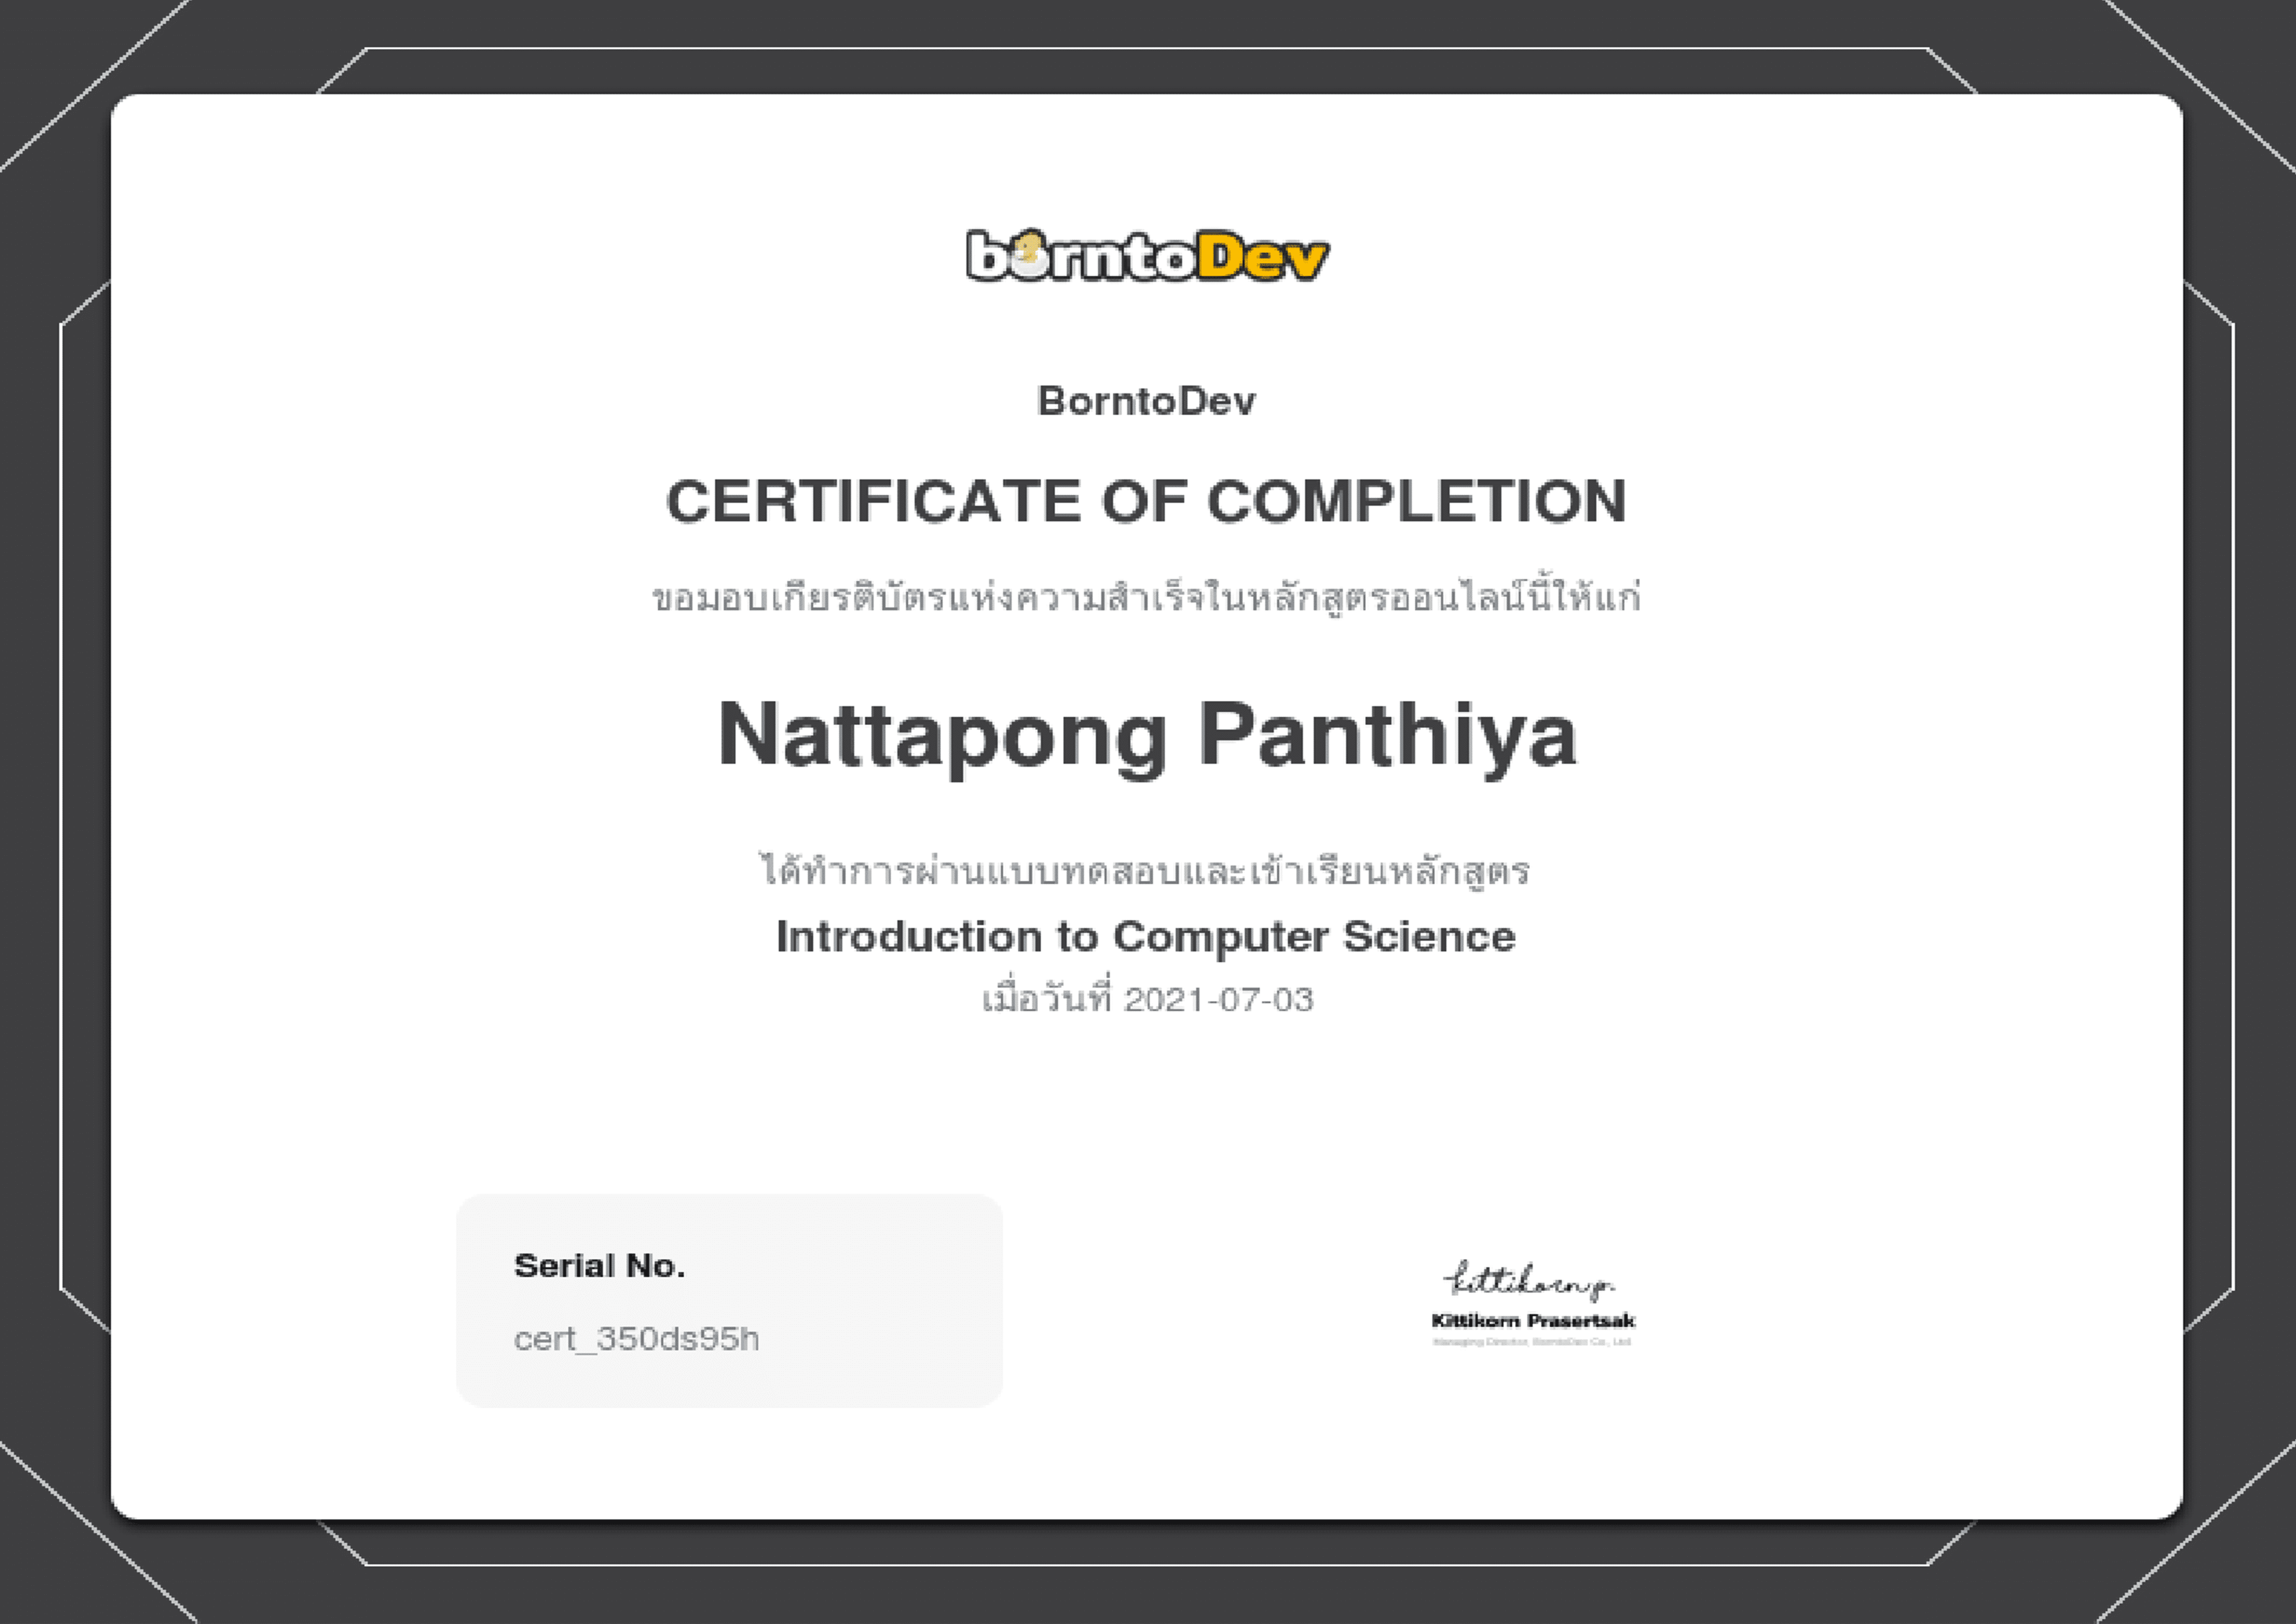 borntoDev
BorntoDev
CERTIFICATE OF COMPLETION
ขอมอบเกียรติบัตรแห่งความสำเร็จในหลักสูตรออนไลน์นี้ให้แก่
Nattapong Panthiya
ได้ทำการผ่านแบบทดสอบและเข้าเรียนหลักสูตร
Introduction to Computer Science
เมื่อวันที่ 2021-07-03
Serial No.
cert_350ds95h
kittikorn p.
Kittikorn Prasertsak
Managing Director, BorntoDev Co., Ltd